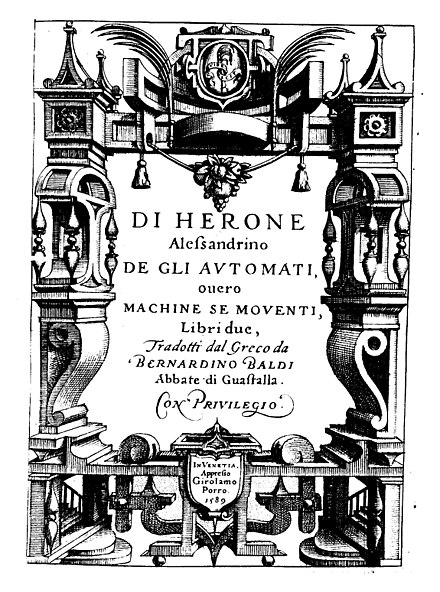 DI HERONE
Alessandrino
DE GLI AVTOMATI,
overo
MACHINE SE MOVENTI,
Libri due,
Tradotti dal Greco da
BERNARDINO BALDI
Abbate di Guastalla.
Con Privilegio
IN VENETIA,
Appresso
Girolamo
Porro.
1589